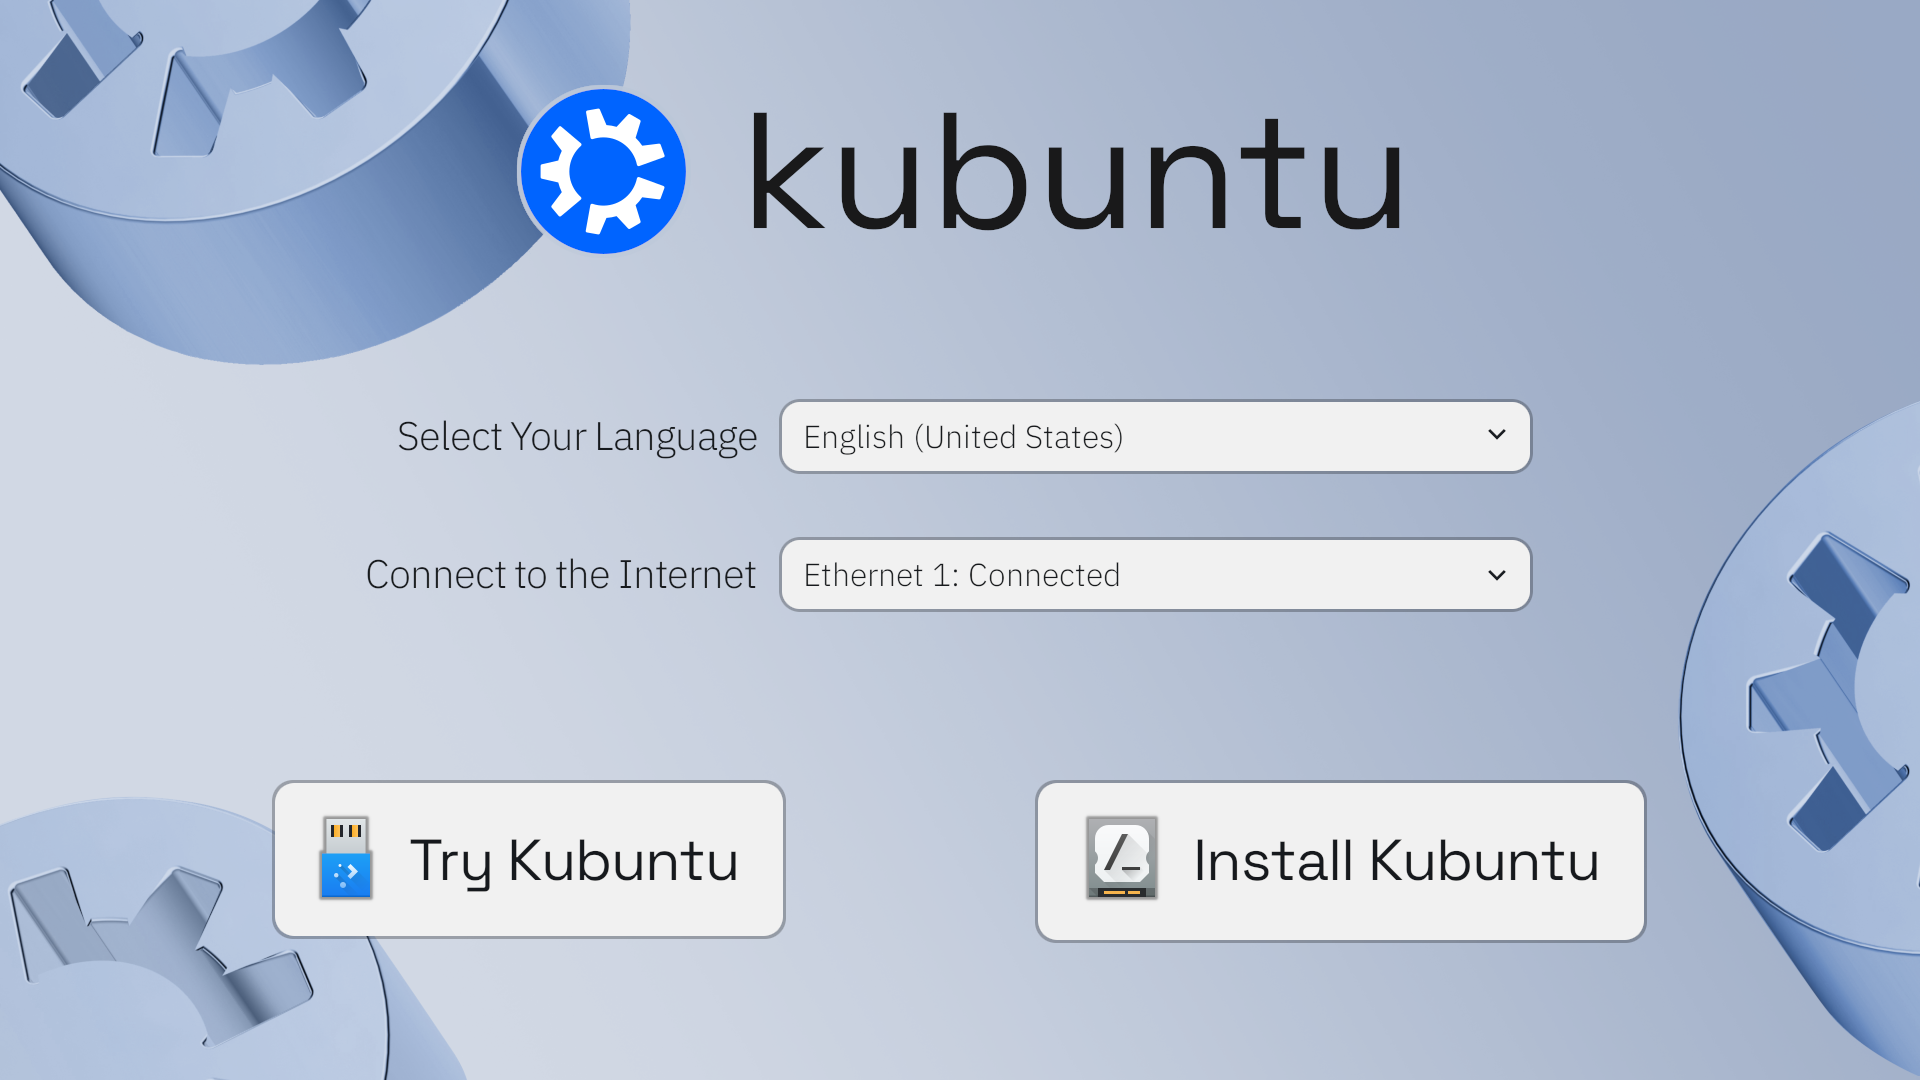 kubuntu
Select Your Language English (United States)
Connect to the Internet Ethernet 1: Connected
Try Kubuntu Install Kubuntu